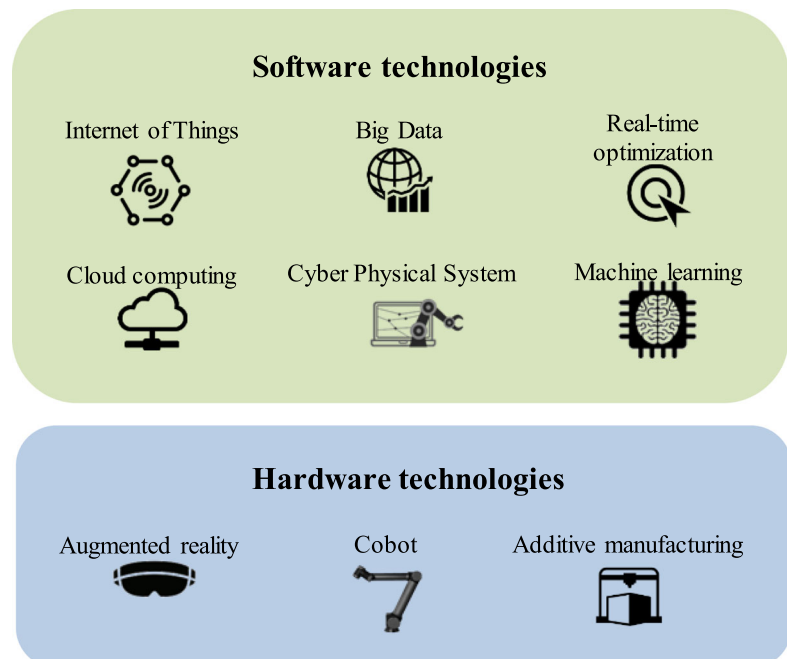 Software technologies
Internet of Things
Big Data
Real-time
optimization
Cloud computing
Cyber Physical System
Machine learning
Hardware technologies
Augmented reality
Cobot
Additive manufacturing